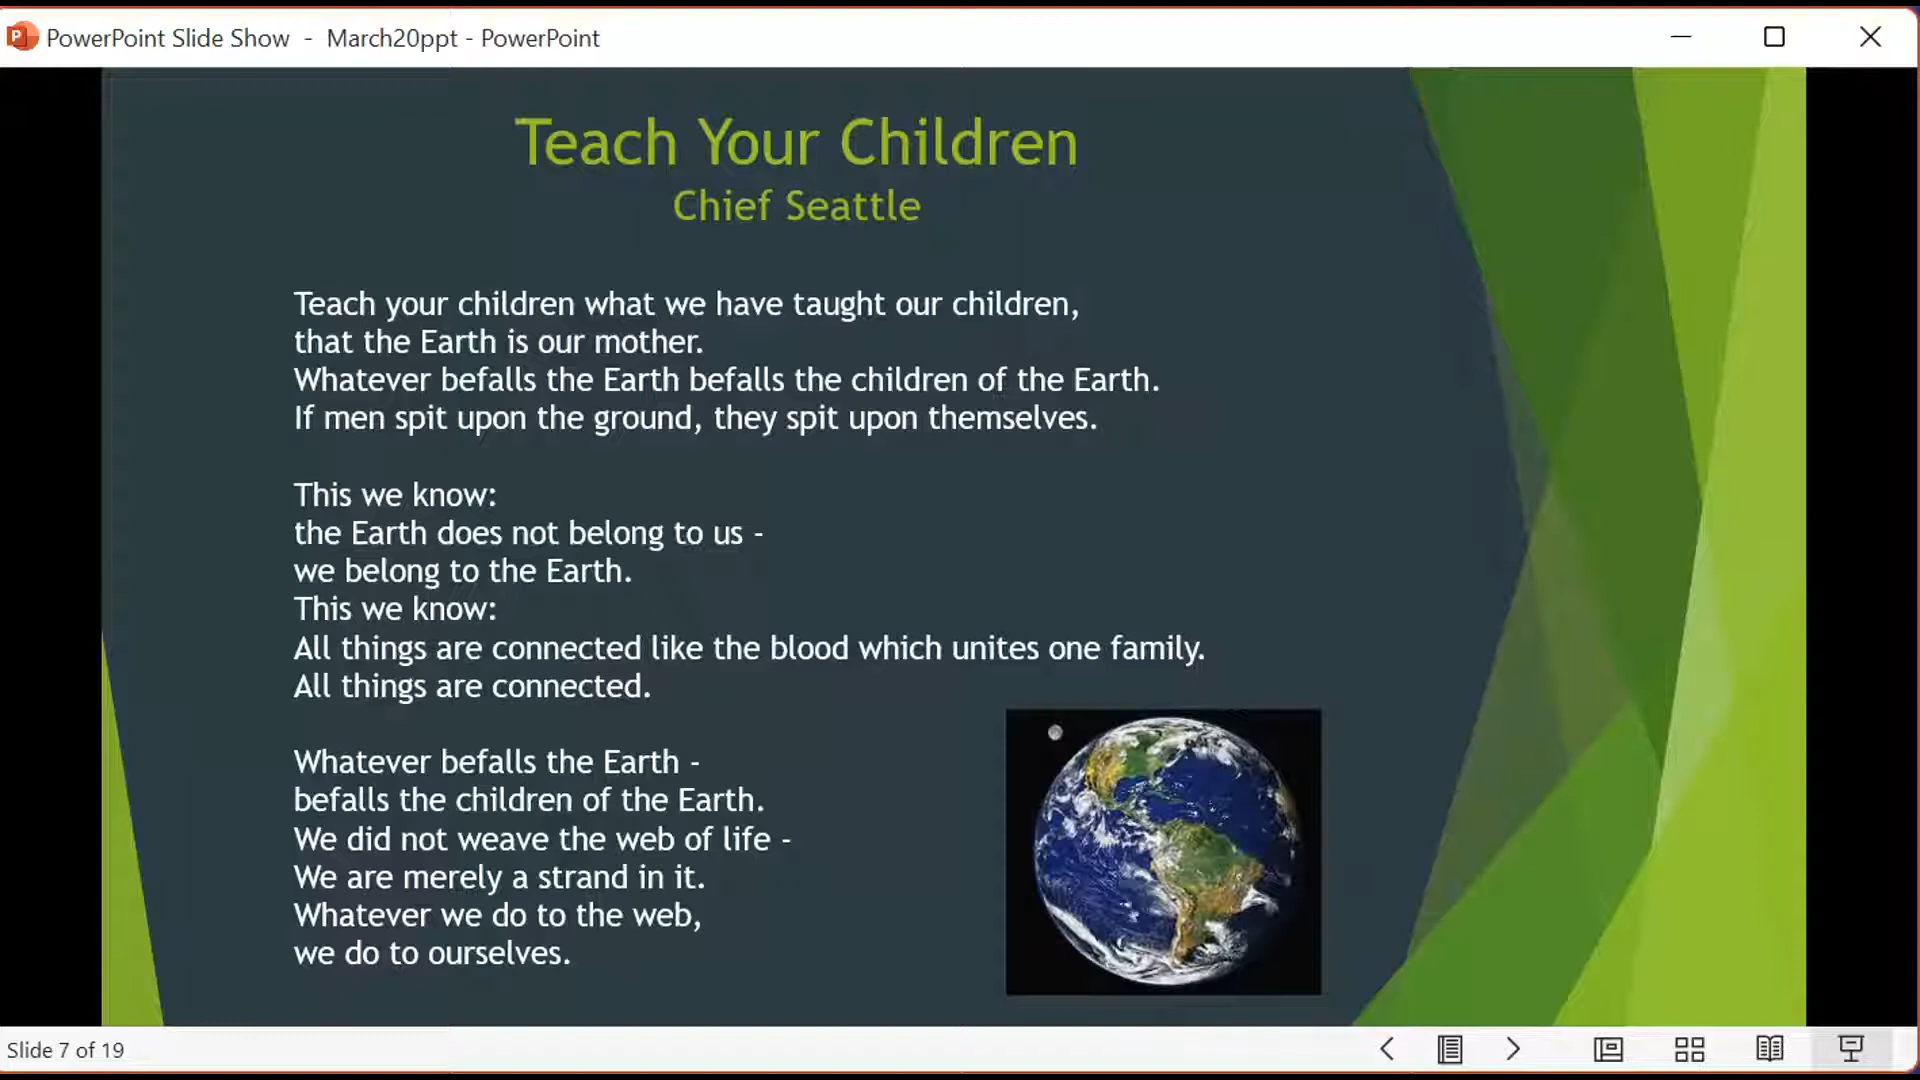 PowerPoint Slide Show - March20ppt - PowerPoint
Teach Your Children
Chief Seattle
Teach your children what we have taught our children,
that the Earth is our mother.
Whatever befalls the Earth befalls the children of the Earth.
If men spit upon the ground, they spit upon themselves.
This we know:
the Earth does not belong to us -
we belong to the Earth.
This we know:
All things are connected like the blood which unites one family.
All things are connected.
Whatever befalls the Earth -
befalls the children of the Earth.
We did not weave the web of life -
We are merely a strand in it.
Whatever we do to the web,
we do to ourselves.
Slide 7 of 19